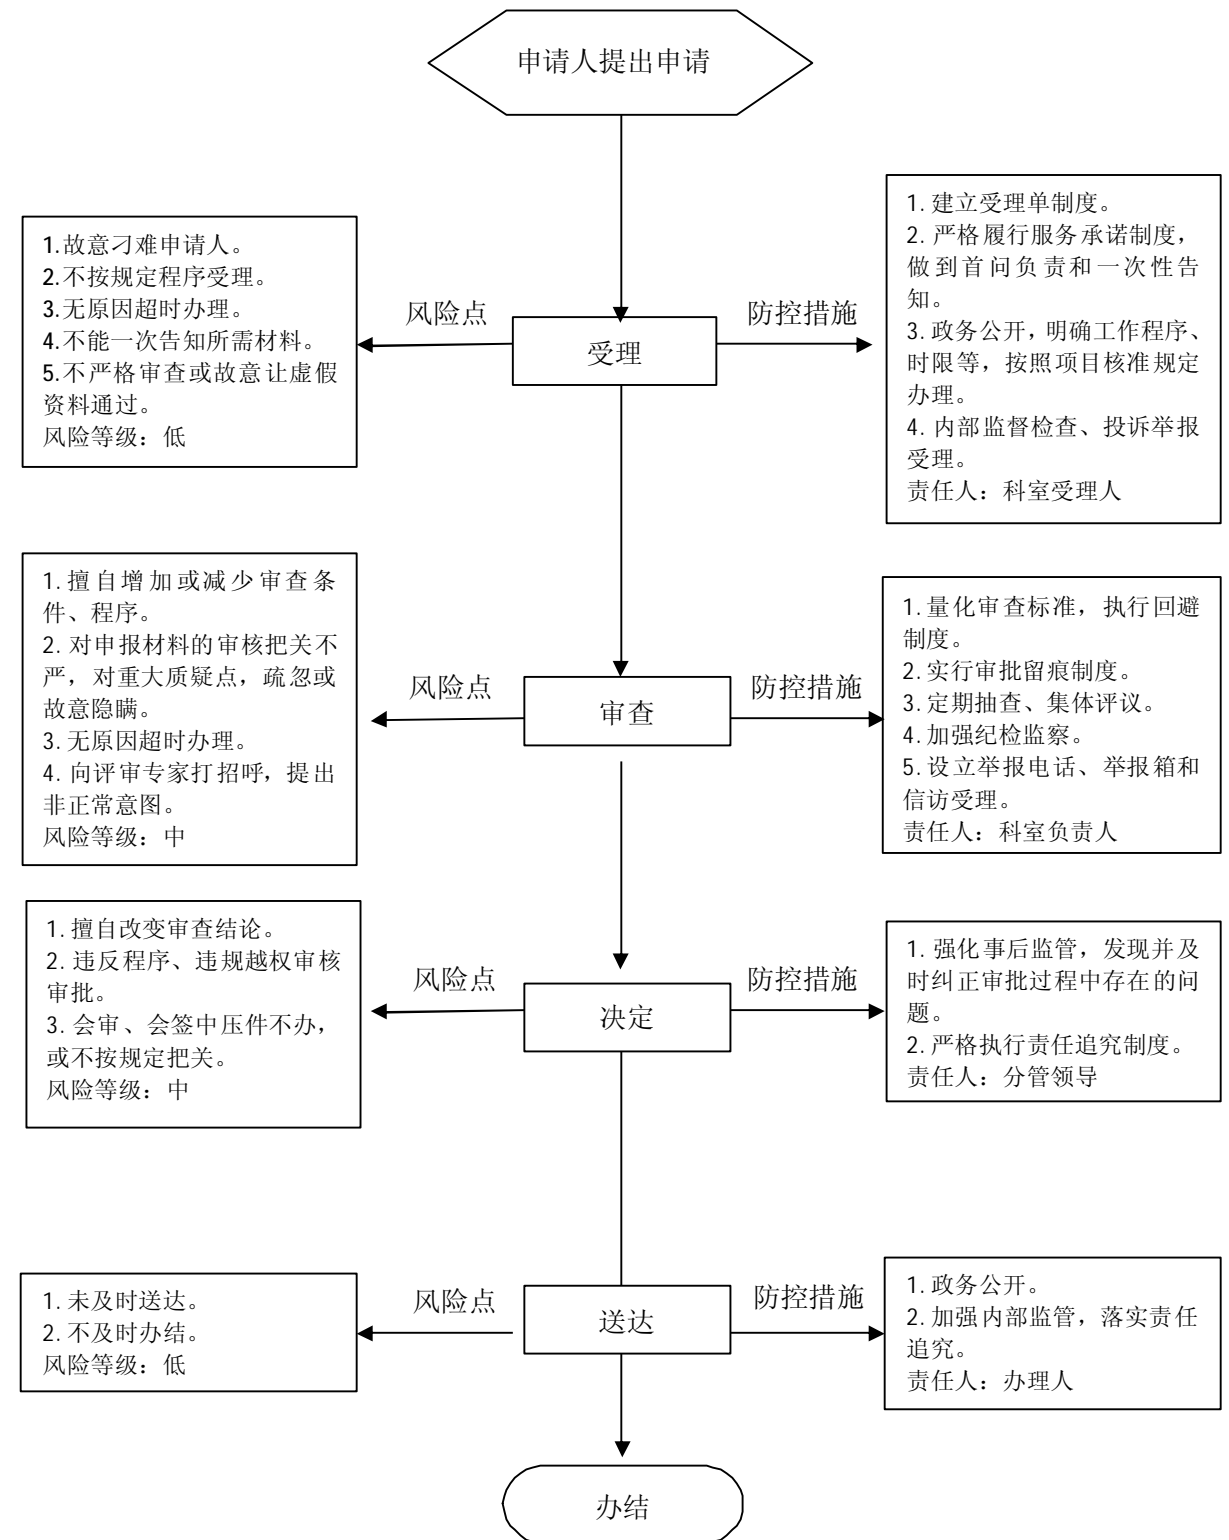 申请人提出申请
1.故意刁难申请人。
2.不按规定程序受理。
3.无原因超时办理。
4.不能一次告知所需材料。
5.不严格审查或故意让虚假
资料通过。
风险等级：低
风险点
受理
防控措施
1.建立受理单制度。
2.严格履行服务承诺制度，
做到首问负责和一次性告
知。
3.政务公开，明确工作程序、
时限等，按照项目核准规定
办理。
4.内部监督检查、投诉举报
受理。
责任人：科室受理人
1.擅自增加或减少审查条
件、程序。
2.对申报材料的审核把关不
严，对重大质疑点，疏忽或
故意隐瞒。
3.无原因超时办理。
4.向评审专家打招呼，提出
非正常意图。
风险等级：中
风险点
审查
防控措施
1.量化审查标准，执行回避
制度。
2.实行审批留痕制度。
3.定期抽查、集体评议。
4.加强纪检监察。
5.设立举报电话、举报箱和
信访受理。
责任人：科室负责人
1.擅自改变审查结论。
2.违反程序、违规越权审核
审批。
3.会审、会签中压件不办，
或不按规定把关。
风险等级：中
风险点
决定
防控措施
1.强化事后监管，发现并及
时纠正审批过程中存在的问
题。
2.严格执行责任追究制度。
责任人：分管领导
1.未及时送达。
2.不及时办结。
风险等级：低
风险点
送达
防控措施
1.政务公开。
2.加强内部监管，落实责任
追究。
责任人：办理人
办结